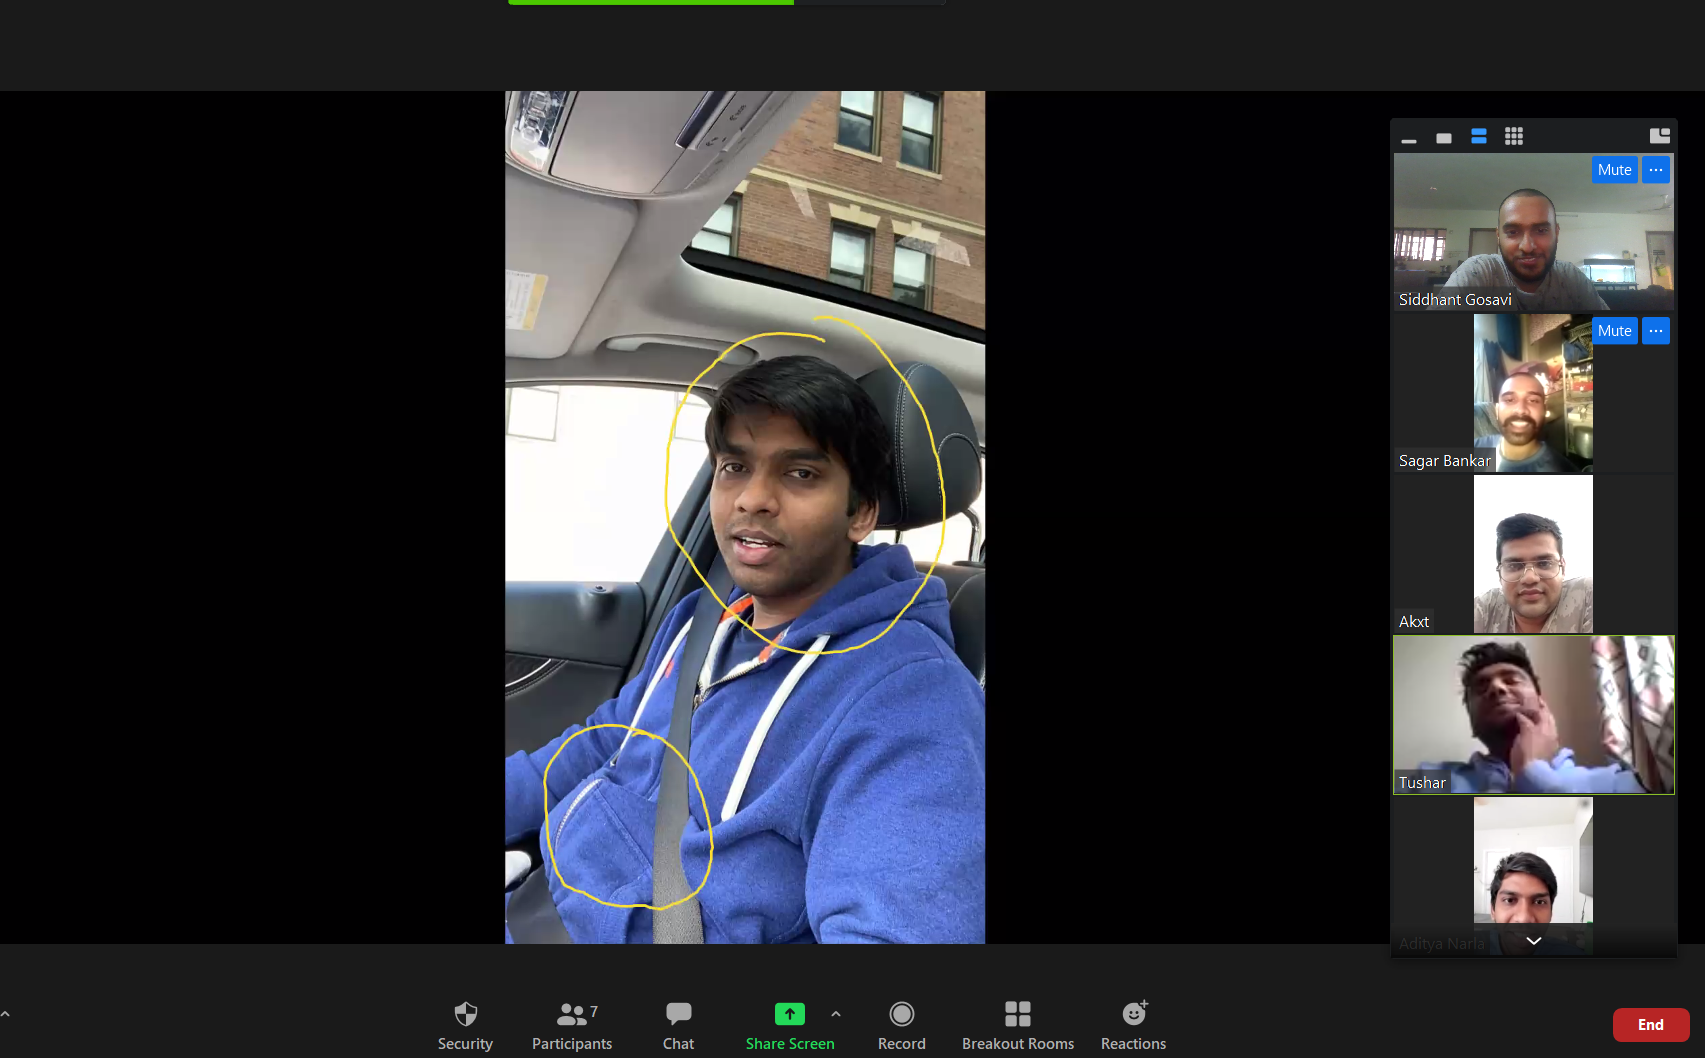 Mute
Siddhant Gosavi
Mute
Sagar Bankar
Akxt
Tushar
Aditya Narla
7
Security
Participants
Chat
Share Screen
Record
Breakout Rooms
Reactions
End